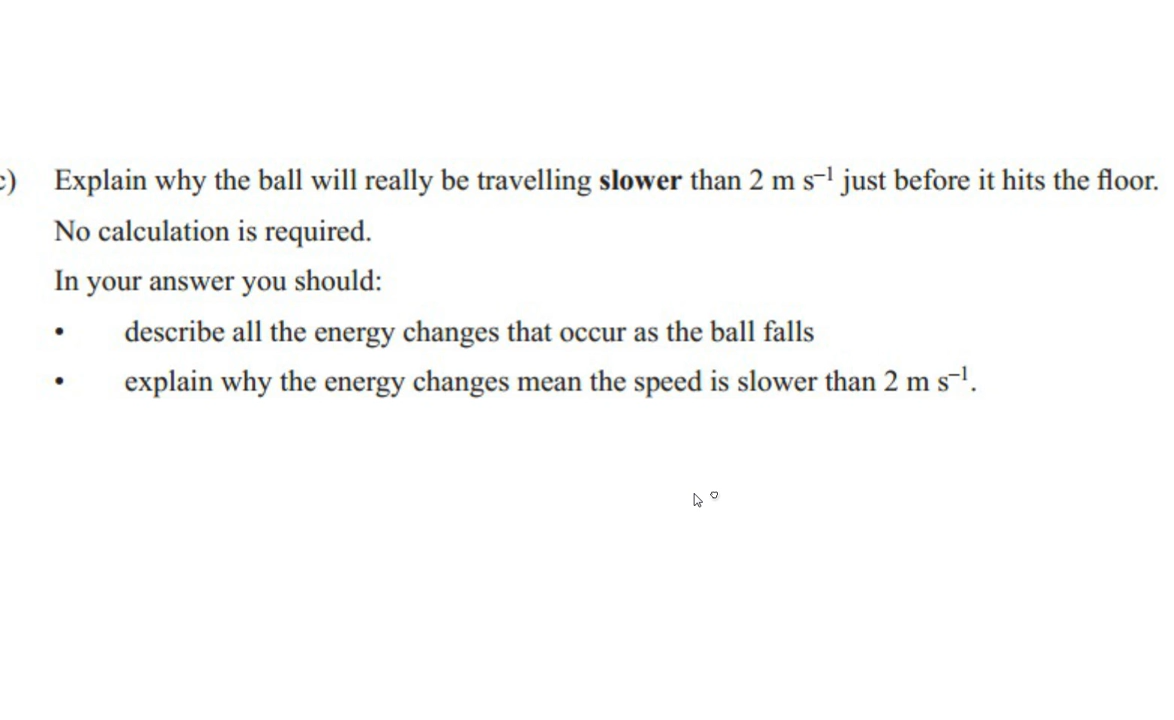 c) Explain why the ball will really be travelling slower than 2 m s⁻¹ just before it hits the floor.
No calculation is required.
In your answer you should:
• describe all the energy changes that occur as the ball falls
• explain why the energy changes mean the speed is slower than 2 m s⁻¹.